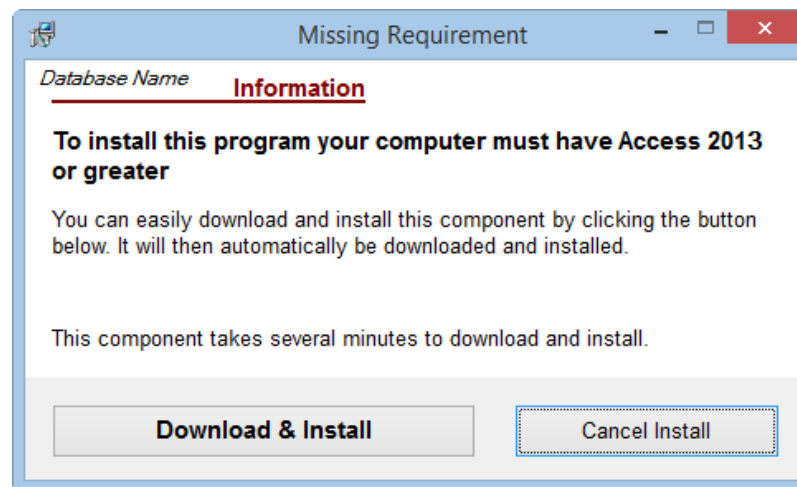 Missing Requirement
Database Name
Information
To install this program your computer must have Access 2013
or greater
You can easily download and install this component by clicking the button
below. It will then automatically be downloaded and installed.
This component takes several minutes to download and install.
Download & Install
Cancel Install